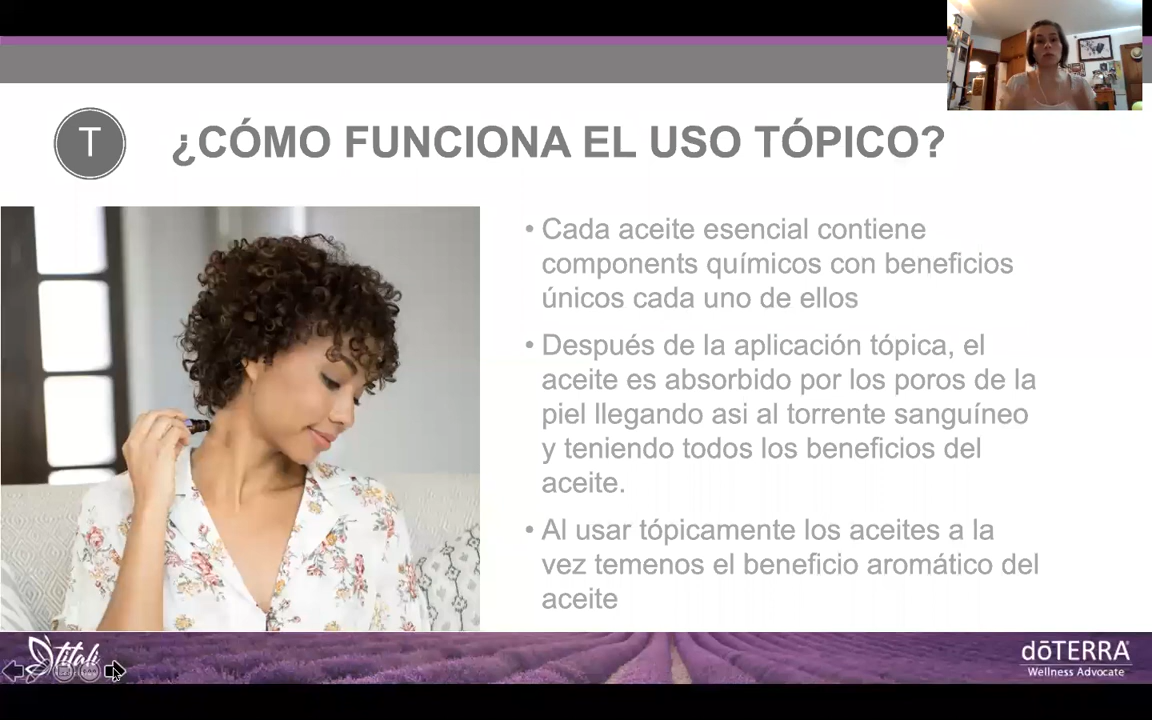 T
¿CÓMO FUNCIONA EL USO TÓPICO?
• Cada aceite esencial contiene
components químicos con beneficios
únicos cada uno de ellos
• Después de la aplicación tópica, el
aceite es absorbido por los poros de la
piel llegando asi al torrente sanguíneo
y teniendo todos los beneficios del
aceite.
• Al usar tópicamente los aceites a la
vez temenos el beneficio aromático del
aceite
titali
dōTERRA
Wellness Advocate